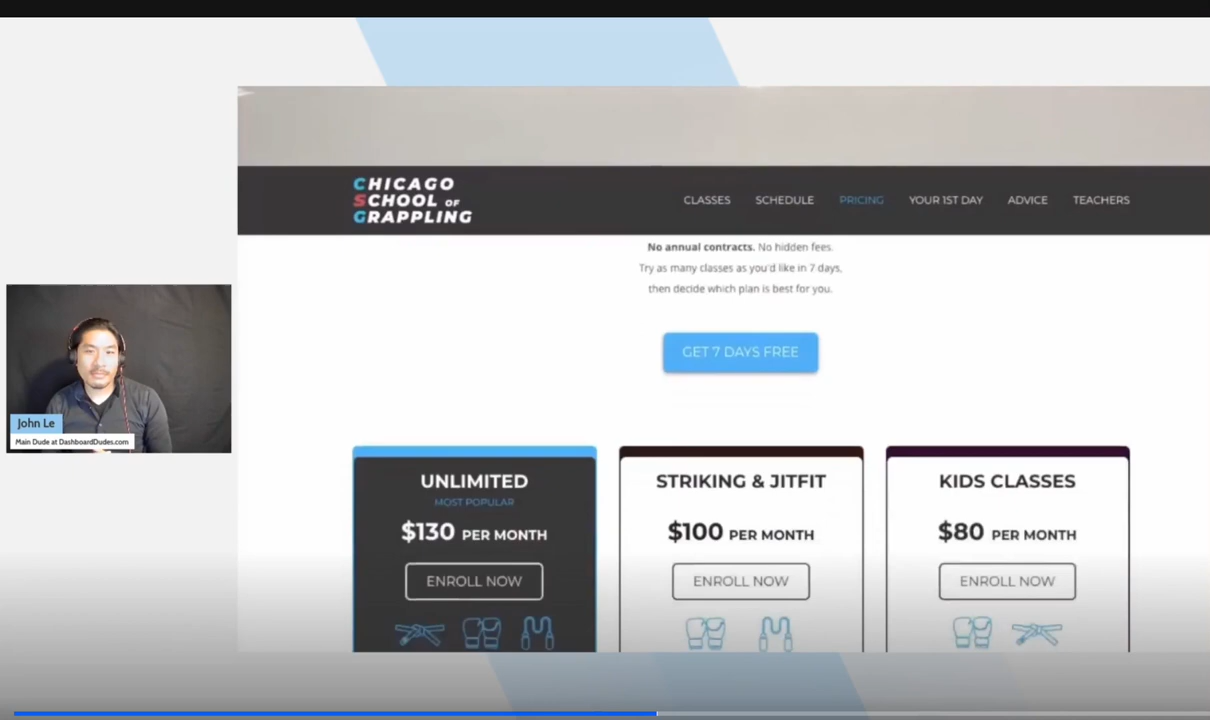 CHICAGO
SCHOOL OF
GRAPPLING
CLASSES SCHEDULE PRICING YOUR 1ST DAY ADVICE TEACHERS
No annual contracts. No hidden fees.
Try as many classes as you'd like in 7 days,
then decide which plan is best for you.
GET 7 DAYS FREE
John Le
Main Dude at DashboardDudes.com
UNLIMITED
MOST POPULAR
$130 PER MONTH
ENROLL NOW
STRIKING & JITFIT
$100 PER MONTH
ENROLL NOW
KIDS CLASSES
$80 PER MONTH
ENROLL NOW